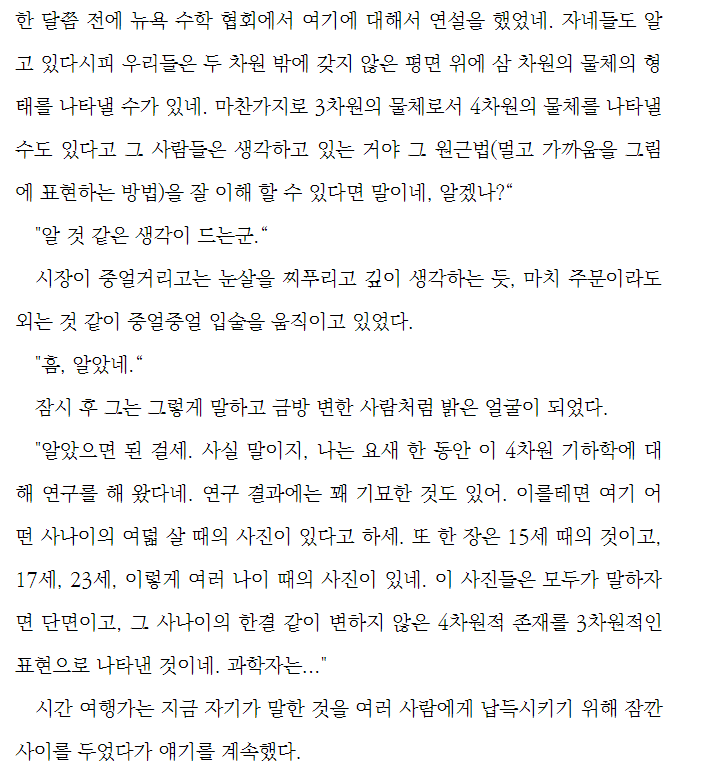 한 달쯤 전에 뉴욕 수학 협회에서 여기에 대해서 연설을 했었네. 자네들도 알
고 있다시피 우리들은 두 차원 밖에 갖지 않은 평면 위에 삼 차원의 물체의 형
태를 나타낼 수가 있네. 마찬가지로 3차원의 물체로서 4차원의 물체를 나타낼
수도 있다고 그 사람들은 생각하고 있는 거야 그 원근법(멀고 가까움을 그림
에 표현하는 방법)을 잘 이해 할 수 있다면 말이네, 알겠나?“
"알 것 같은 생각이 드는군.“
시장이 중얼거리고는 눈살을 찌푸리고 깊이 생각하는 듯, 마치 주문이라도
외는 것 같이 중얼중얼 입술을 움직이고 있었다.
"흠, 알았네.“
잠시 후 그는 그렇게 말하고 금방 변한 사람처럼 밝은 얼굴이 되었다.
"알았으면 된 걸세. 사실 말이지, 나는 요새 한 동안 이 4차원 기하학에 대
해 연구를 해 왔다네. 연구 결과에는 꽤 기묘한 것도 있어. 이를테면 여기 어
떤 사나이의 여덟 살 때의 사진이 있다고 하세. 또 한 장은 15세 때의 것이고,
17세, 23세, 이렇게 여러 나이 때의 사진이 있네. 이 사진들은 모두가 말하자
면 단면이고, 그 사나이의 한결 같이 변하지 않은 4차원적 존재를 3차원적인
표현으로 나타낸 것이네. 과학자는..."
시간 여행가는 지금 자기가 말한 것을 여러 사람에게 납득시키기 위해 잠깐
사이를 두었다가 얘기를 계속했다.